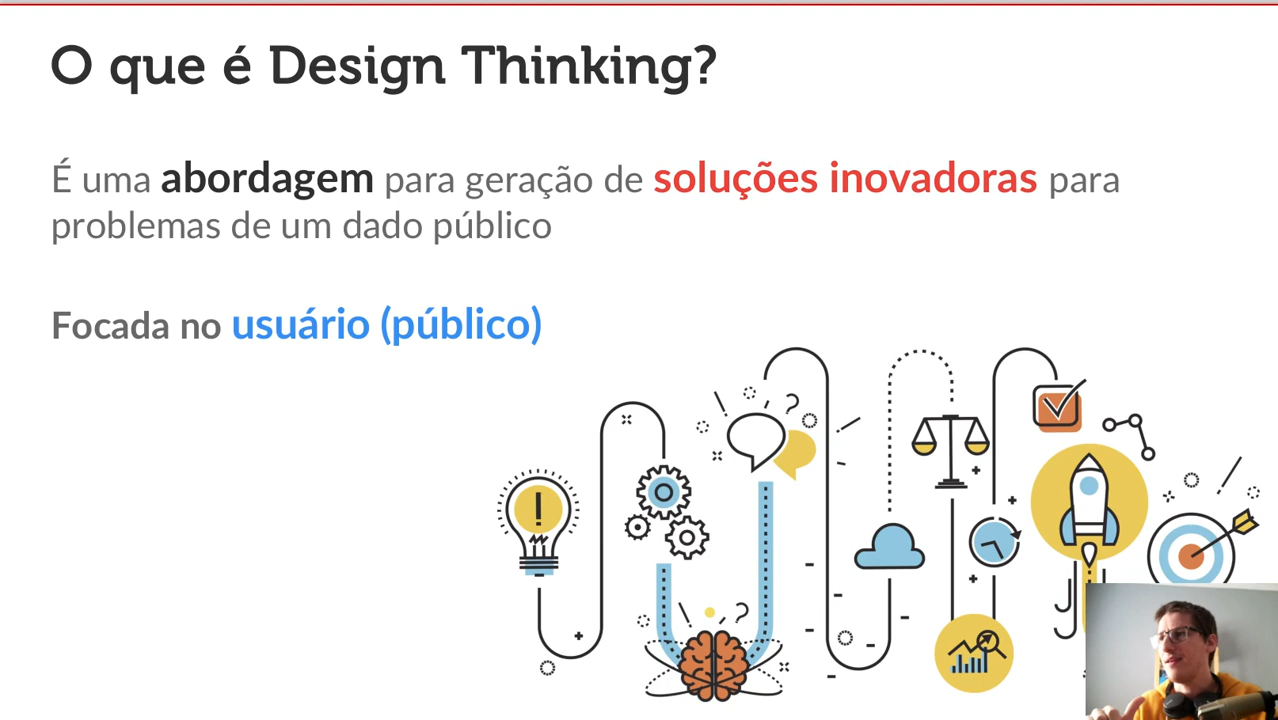 O que é Design Thinking?
É uma abordagem para geração de soluções inovadoras para
problemas de um dado público
Focada no usuário (público)